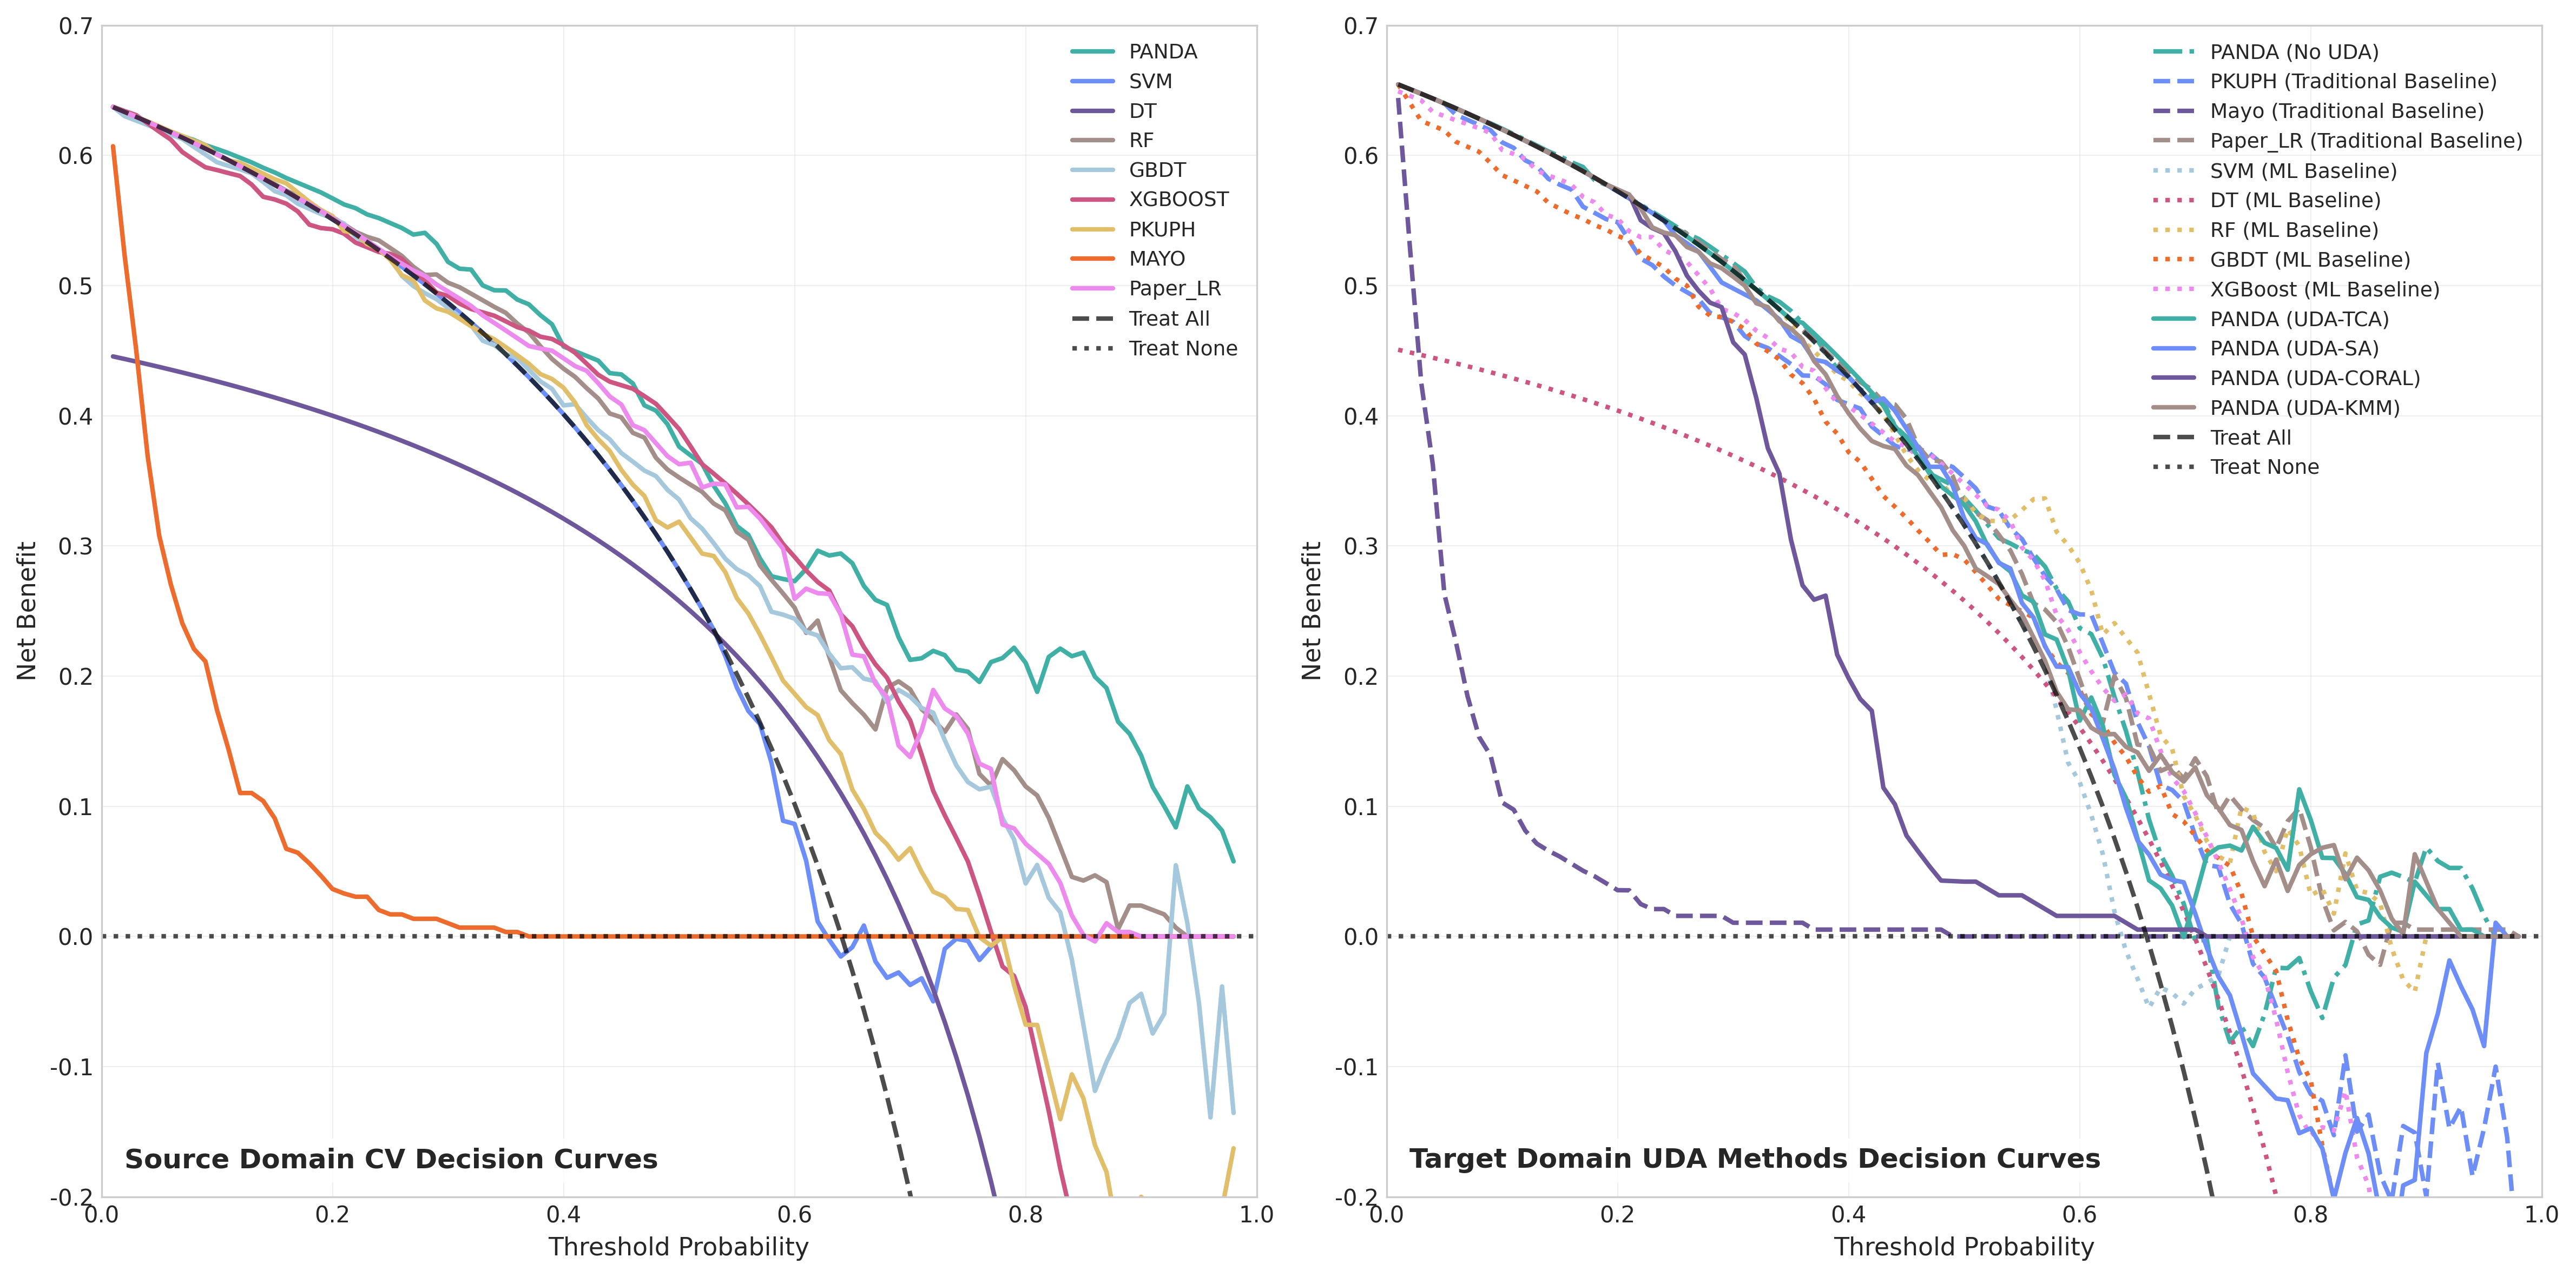 0.7
0.6
0.5
0.4
0.3
0.2
0.1
0.0
-0.1
-0.2
Net Benefit
PANDA
SVM
DT
RF
GBDT
XGBOOST
PKUPH
MAYO
Paper_LR
Treat All
Treat None
Source Domain CV Decision Curves
0.0 0.2 0.4 0.6 0.8 1.0
Threshold Probability
0.7
0.6
0.5
0.4
0.3
0.2
0.1
0.0
-0.1
-0.2
Net Benefit
PANDA (No UDA)
PKUPH (Traditional Baseline)
Mayo (Traditional Baseline)
Paper_LR (Traditional Baseline)
SVM (ML Baseline)
DT (ML Baseline)
RF (ML Baseline)
GBDT (ML Baseline)
XGBoost (ML Baseline)
PANDA (UDA-TCA)
PANDA (UDA-SA)
PANDA (UDA-CORAL)
PANDA (UDA-KMM)
Treat All
Treat None
Target Domain UDA Methods Decision Curves
0.0 0.2 0.4 0.6 0.8 1.0
Threshold Probability